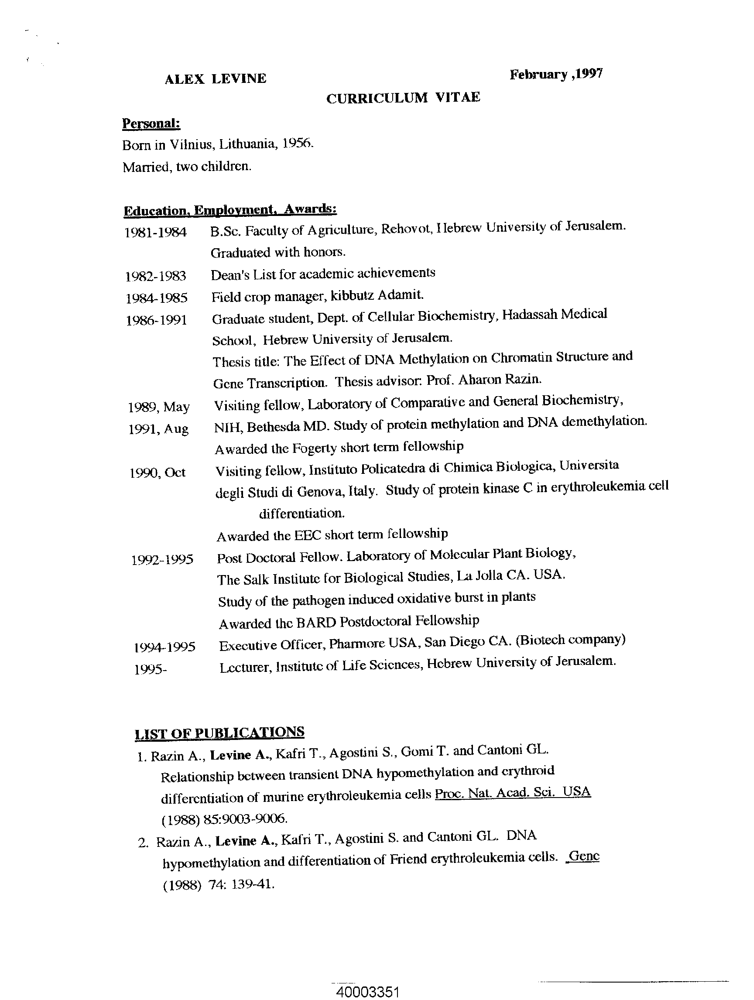 ALEX LEVINE February ,1997
CURRICULUM VITAE
Personal:
Born in Vilnius, Lithuania, 1956.
Married, two children.
Education, Employment, Awards:
1981-1984 B.Sc. Faculty of Agriculture, Rehovot, Hebrew University of Jerusalem.
Graduated with honors.
1982-1983 Dean's List for academic achievements
1984-1985 Field crop manager, kibbutz Adamit.
1986-1991 Graduate student, Dept. of Cellular Biochemistry, Hadassah Medical
School, Hebrew University of Jerusalem.
Thesis title: The Effect of DNA Methylation on Chromatin Structure and
Gene Transcription. Thesis advisor: Prof. Aharon Razin.
1989, May Visiting fellow, Laboratory of Comparative and General Biochemistry,
1991, Aug NIH, Bethesda MD. Study of protein methylation and DNA demethylation.
Awarded the Fogerty short term fellowship
1990, Oct Visiting fellow, Instituto Policatedra di Chimica Biologica, Universita
degli Studi di Genova, Italy. Study of protein kinase C in erythroleukemia cell
differentiation.
Awarded the EEC short term fellowship
1992-1995 Post Doctoral Fellow. Laboratory of Molecular Plant Biology,
The Salk Institute for Biological Studies, La Jolla CA. USA.
Study of the pathogen induced oxidative burst in plants
Awarded the BARD Postdoctoral Fellowship
1994-1995 Executive Officer, Pharmore USA, San Diego CA. (Biotech company)
1995- Lecturer, Institute of Life Sciences, Hebrew University of Jerusalem.
LIST OF PUBLICATIONS
1. Razin A., Levine A., Kafri T., Agostini S., Gomi T. and Cantoni GL.
Relationship between transient DNA hypomethylation and erythroid
differentiation of murine erythroleukemia cells Proc. Nat. Acad. Sci. USA
(1988) 85:9003-9006.
2. Razin A., Levine A., Kafri T., Agostini S. and Cantoni GL. DNA
hypomethylation and differentiation of Friend erythroleukemia cells. Gene
(1988) 74: 139-41.
40003351